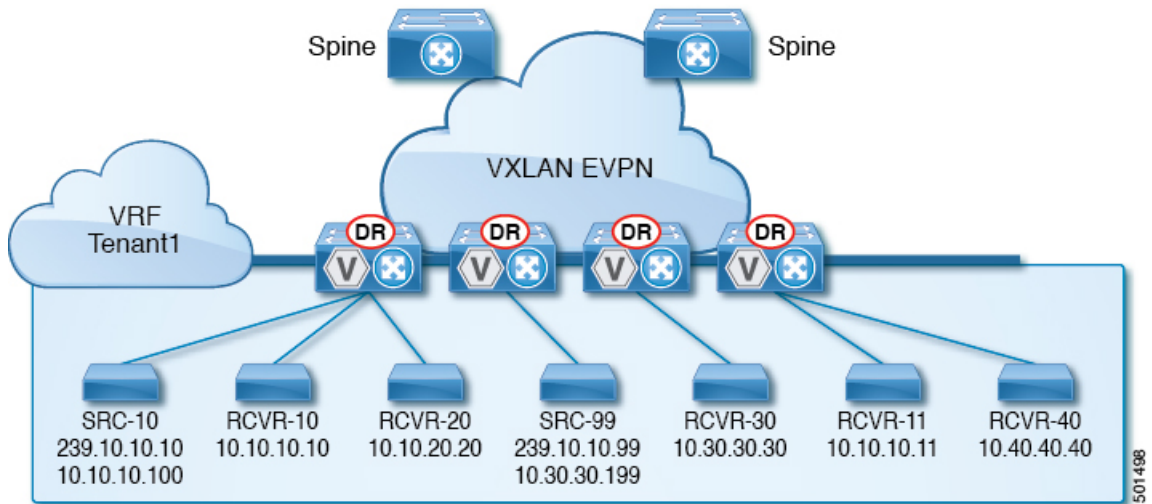 Spine
Spine
VXLAN EVPN
VRF
Tenant1
DR
DR
DR
DR
V
V
V
V
SRC-10
239.10.10.10
10.10.10.100
RCVR-10
10.10.10.10
RCVR-20
10.10.20.20
SRC-99
239.10.10.99
10.30.30.199
RCVR-30
10.30.30.30
RCVR-11
10.10.10.11
RCVR-40
10.40.40.40
501498